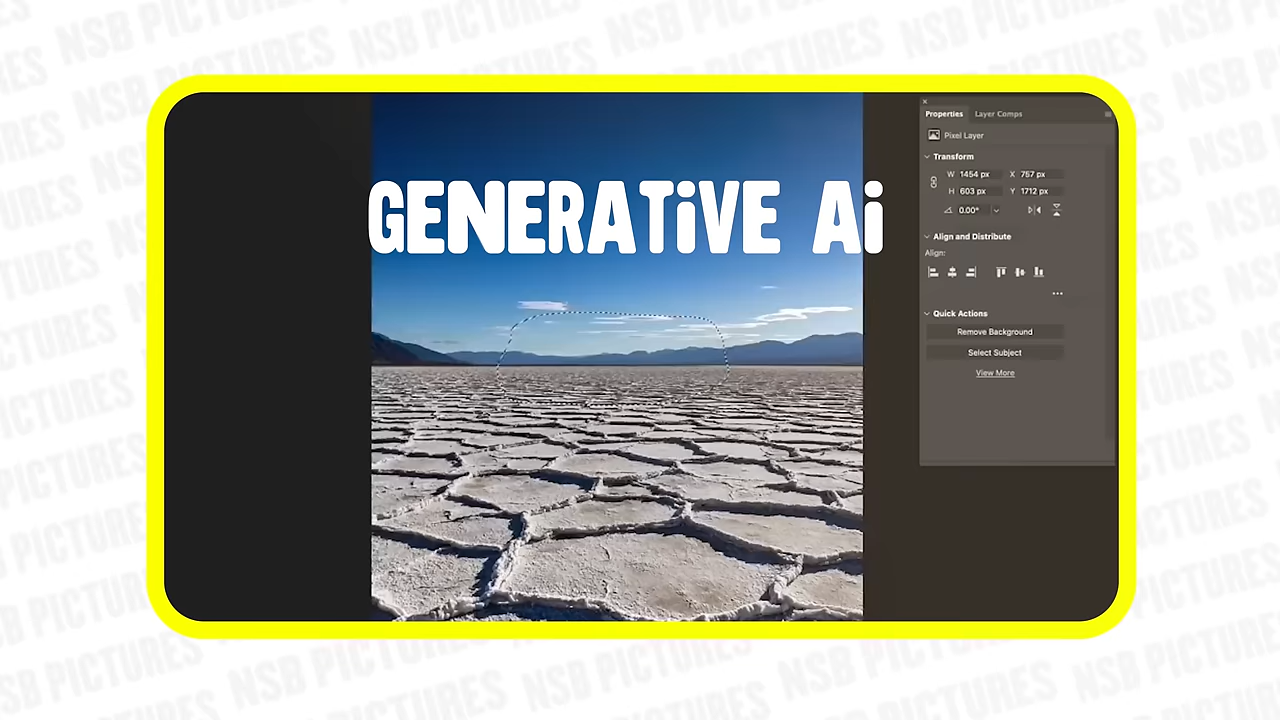 NSB PICTURES
GENERATiVE Ai
Properties
Layer Comps
Pixel Layer
Transform
W 1454 px X 757 px
H 603 px Y 1712 px
0.00°
Align and Distribute
Align:
Quick Actions
Remove Background
Select Subject
View More